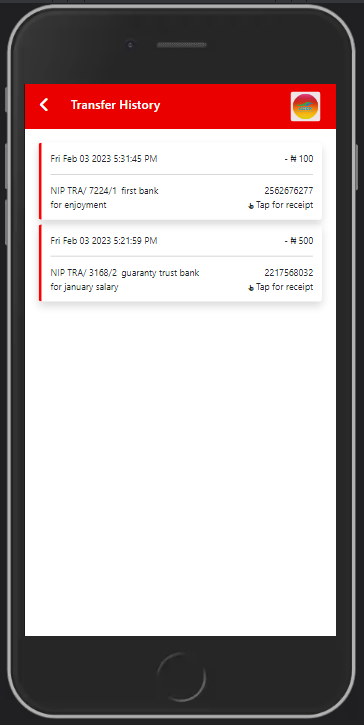 Transfer History
Fri Feb 03 2023 5:31:45 PM - ₦ 100
NIP TRA/ 7224/1 first bank 2562676277
for enjoyment Tap for receipt
Fri Feb 03 2023 5:21:59 PM - ₦ 500
NIP TRA/ 3168/2 guaranty trust bank 2217568032
for january salary Tap for receipt